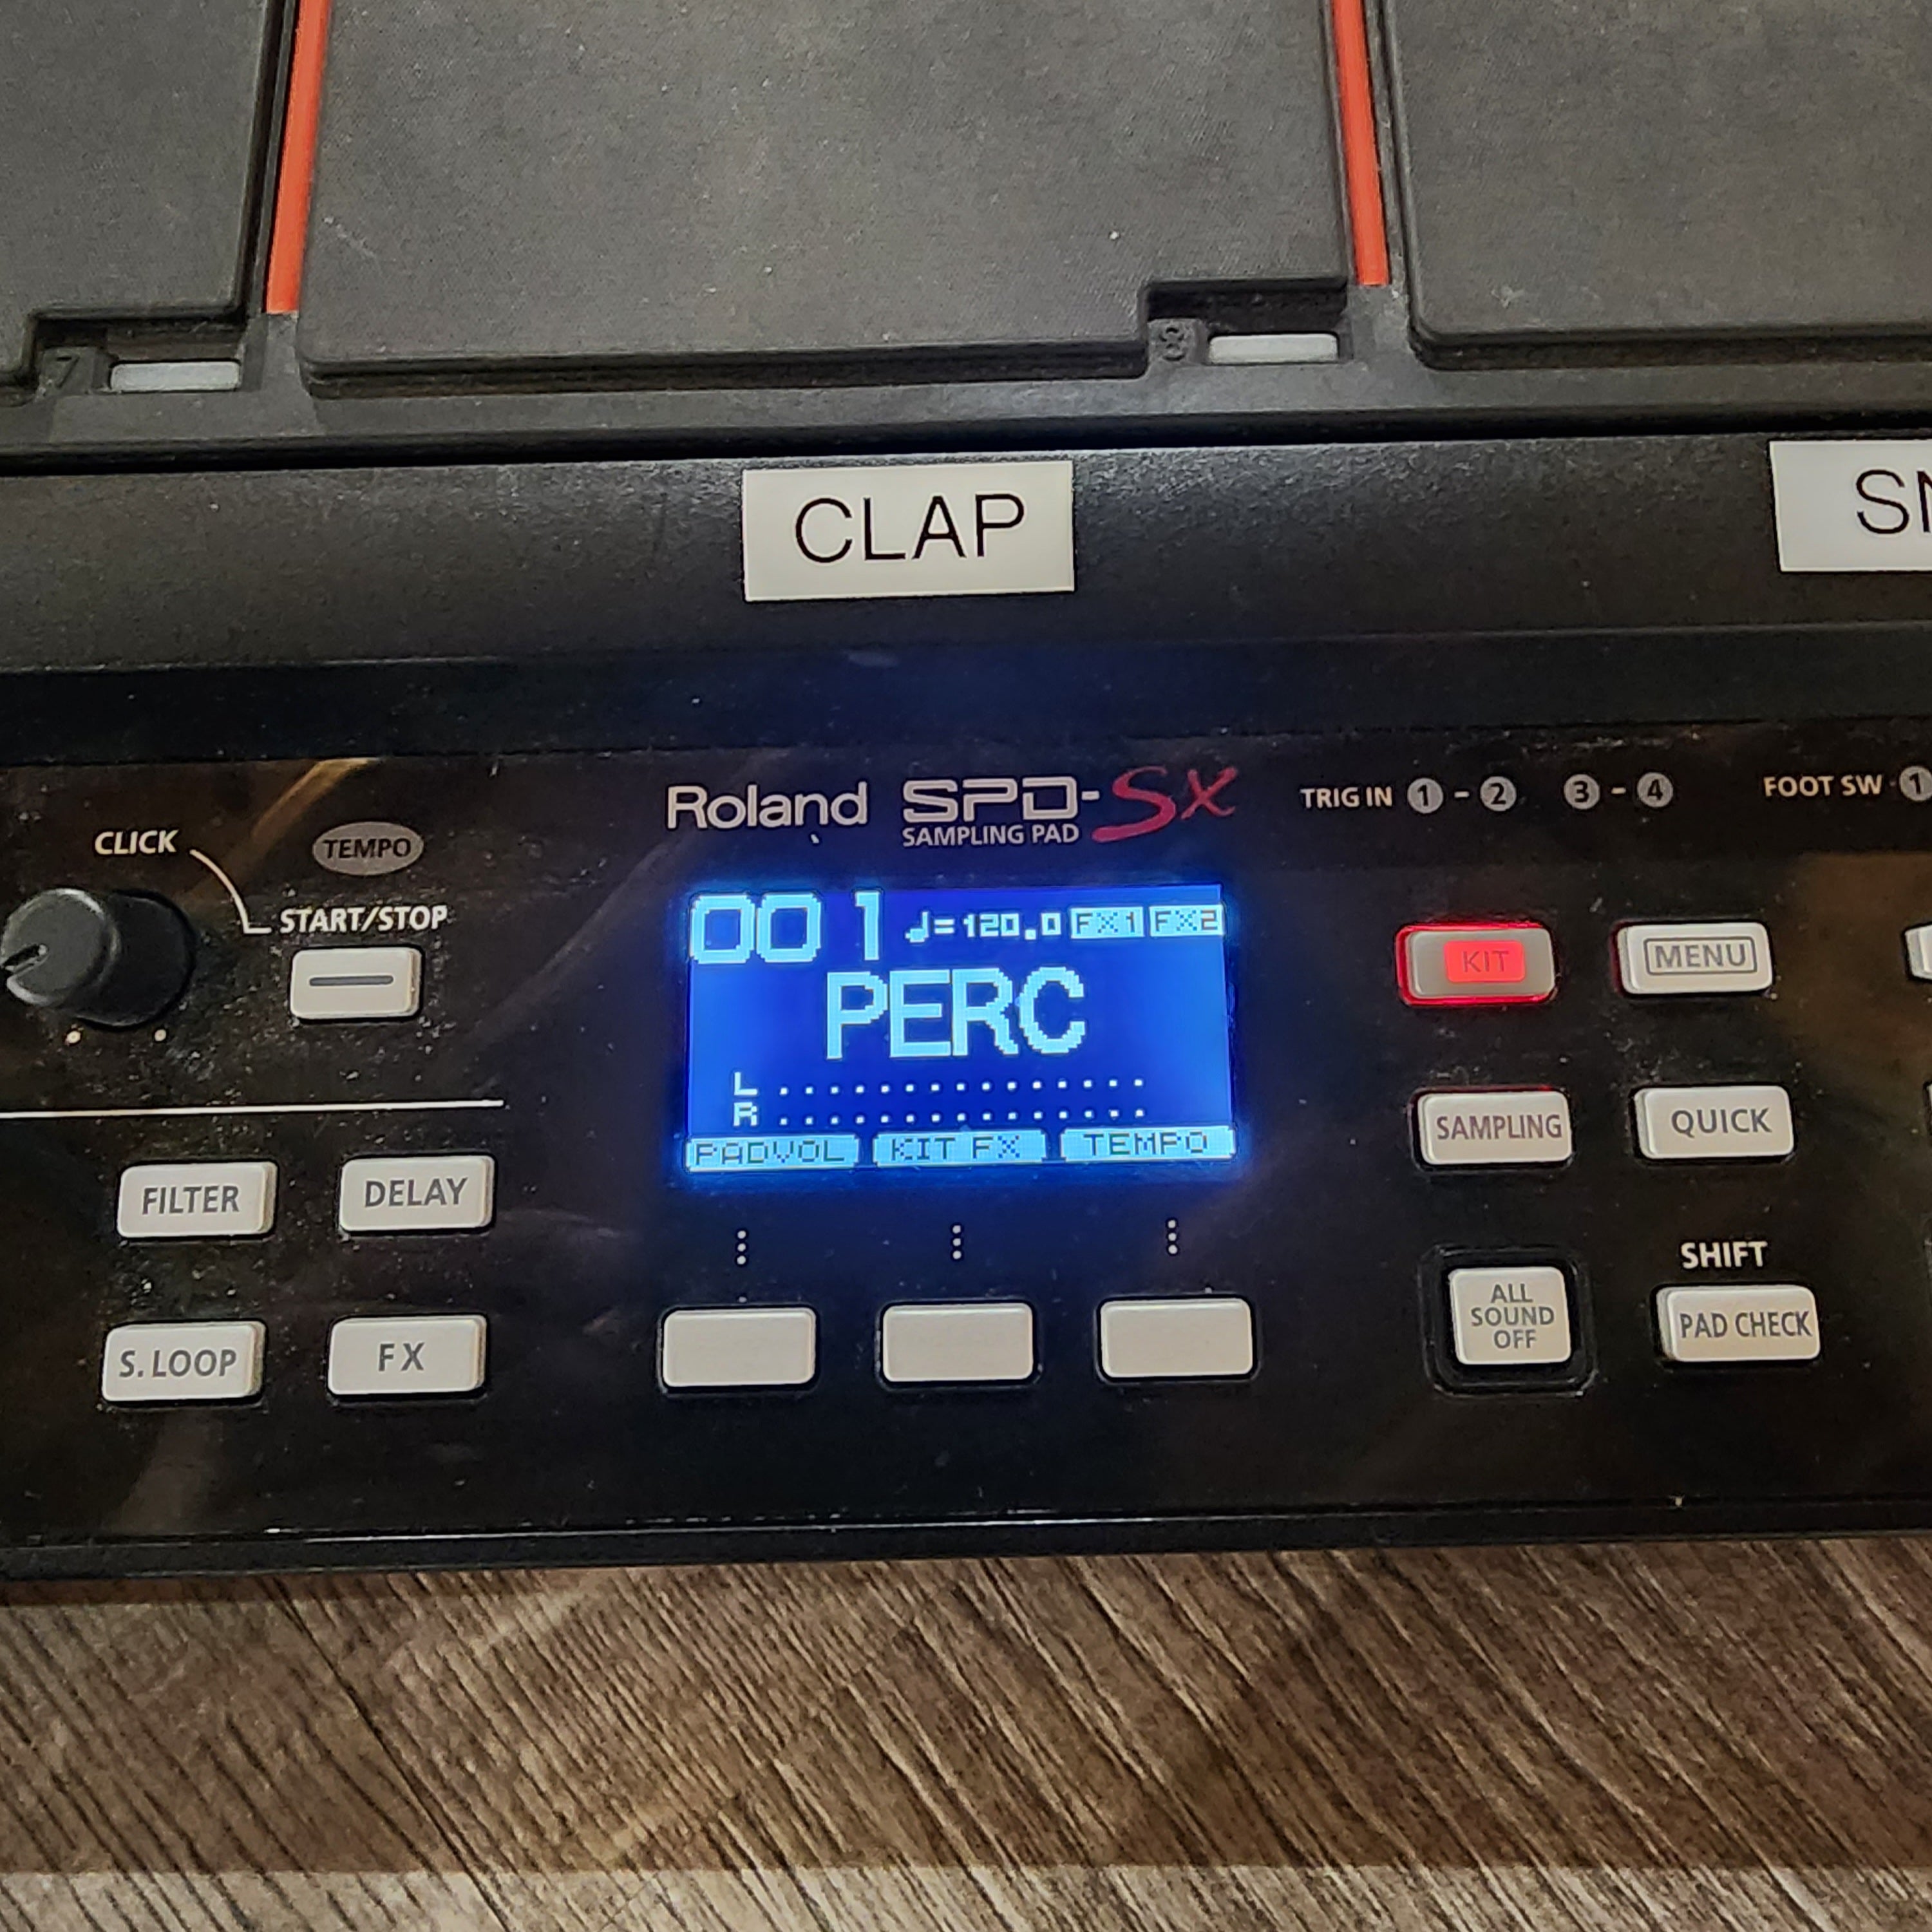 7
8
CLAP
Roland SPD-SX
SAMPLING PAD
TRIG IN 1 - 2 3 - 4
FOOT SW 1
CLICK
TEMPO
START/STOP
001 ♩=120.0 FX1 FX2
PERC
L
R
PADVOL KIT FX TEMPO
KIT
MENU
SAMPLING
QUICK
FILTER
DELAY
S. LOOP
FX
ALL
SOUND
OFF
SHIFT
PAD CHECK